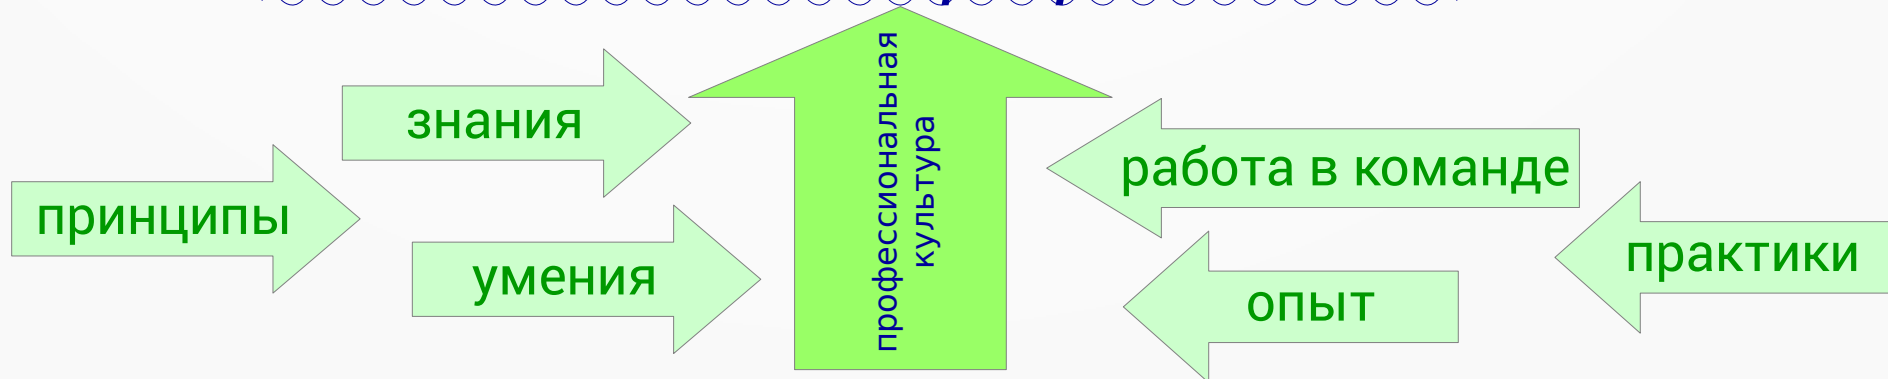 знания
принципы
умения
профессиональная
культура
работа в команде
опыт
практики